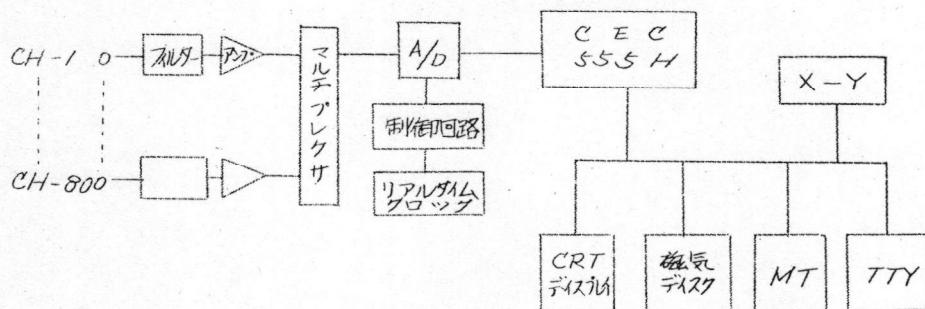 CH-1 0
フィルター
アンプ
マルチプレクサ
A/D
C E C
555H
X-Y
制御回路
リアルタイム
クロック
CH-800
CRT
ディスプレイ
磁気
ディスク
MT
TTY